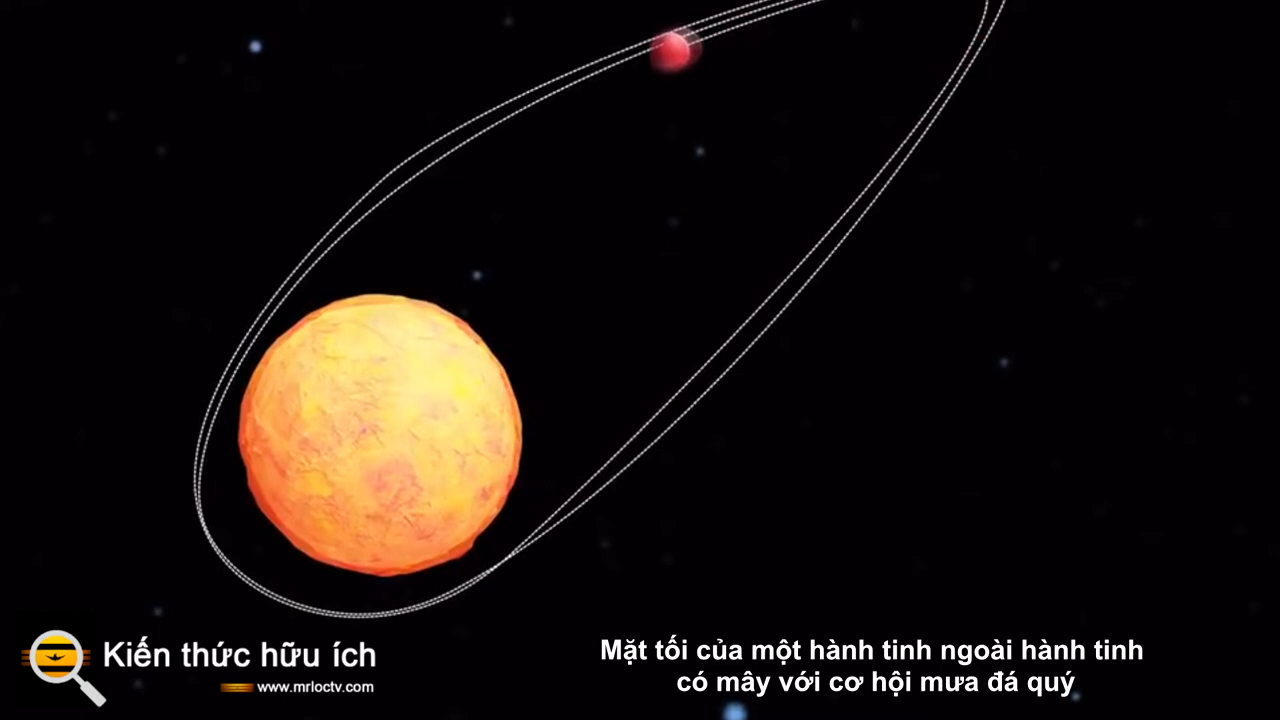 Kiến thức hữu ích
www.mrloctv.com
Mặt tối của một hành tinh ngoài hành tinh
có mây với cơ hội mưa đá quý